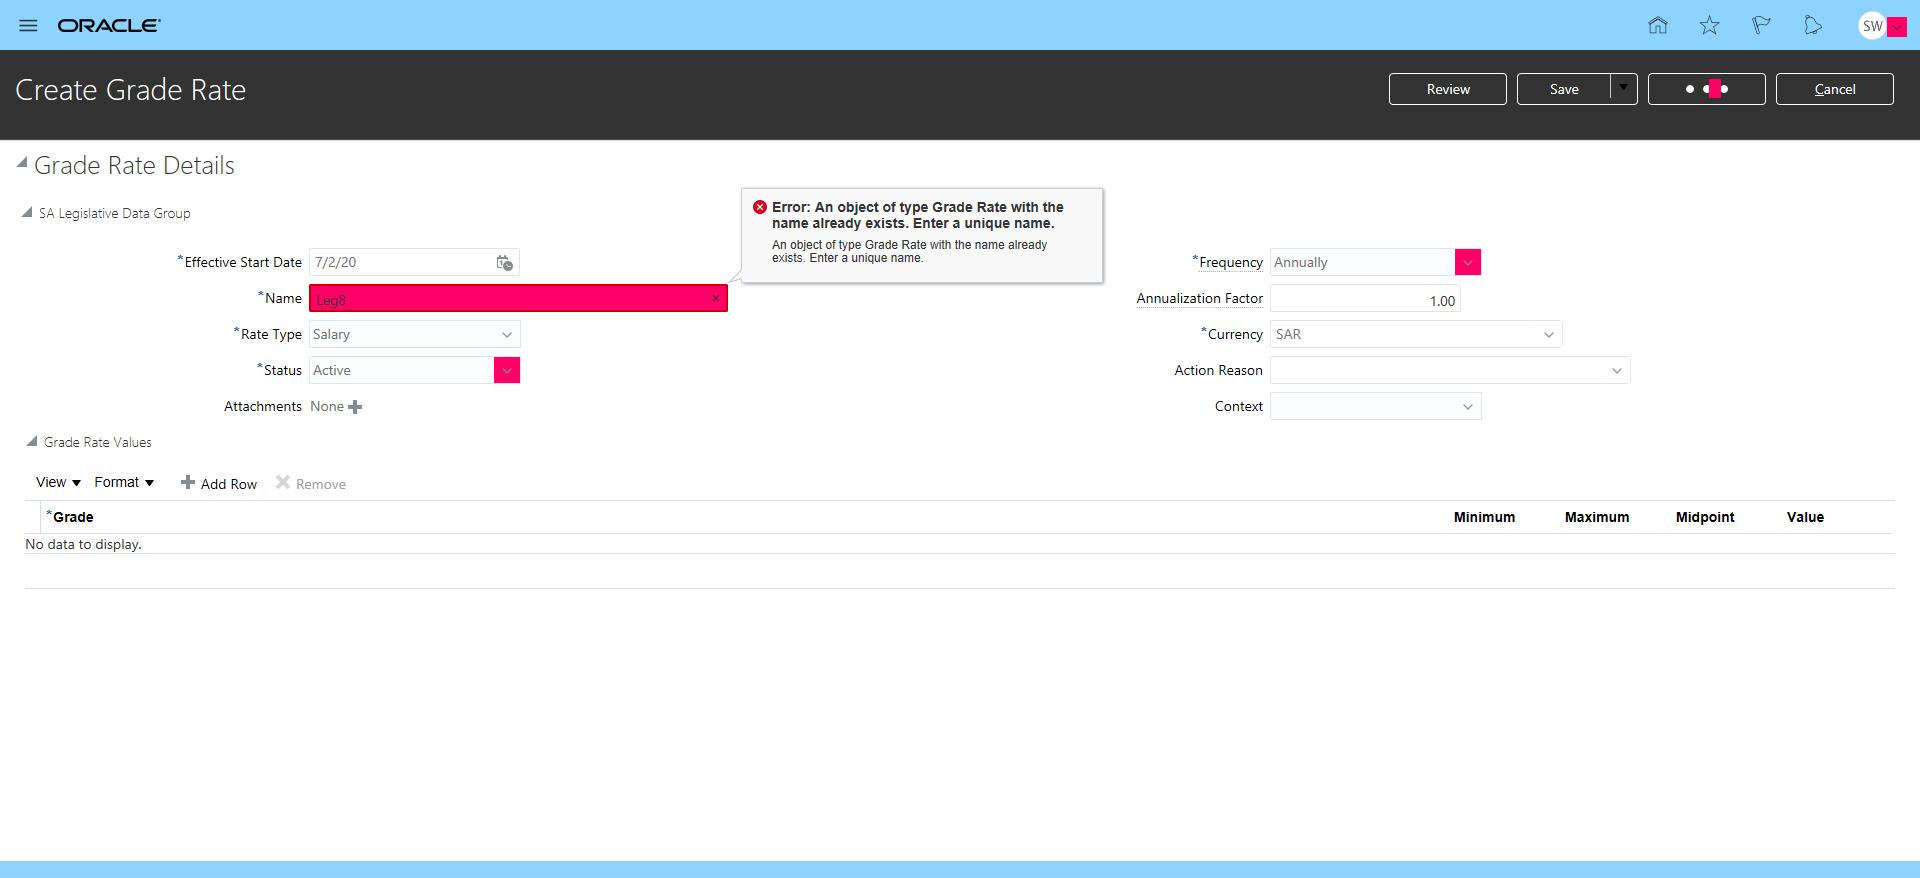 ORACLE
SW
Create Grade Rate
Review
Save
Cancel
Grade Rate Details
SA Legislative Data Group
Error: An object of type Grade Rate with the
name already exists. Enter a unique name.
An object of type Grade Rate with the name already
exists. Enter a unique name.
*Effective Start Date 7/2/20
*Name Leg8 ×
*Rate Type Salary
*Status Active
Attachments None
*Frequency Annually
Annualization Factor 1.00
*Currency SAR
Action Reason
Context
Grade Rate Values
View Format Add Row Remove
*Grade Minimum Maximum Midpoint Value
No data to display.